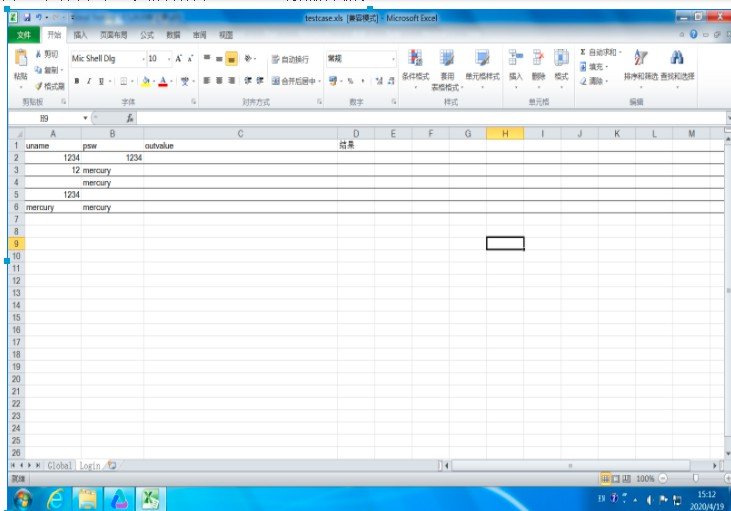 testcase.xls [兼容模式] - Microsoft Excel
文件 开始 插入 页面布局 公式 数据 审阅 视图
剪切 Mic Shell Dlg 10 A A 自动换行 常规 Σ 自动求和
粘贴 复制 B I U 合并后居中 % 条件格式 套用 单元格样式 插入 删除 格式 填充 排序和筛选 查找和选择
格式刷 表格格式 清除
剪贴板 字体 对齐方式 数字 样式 单元格 编辑
H9 fx
A B C D E F G H I J K L M
1 uname psw outvalue 结果
2 1234 1234
3 12 mercury
4 mercury
5 1234
6 mercury mercury
7
8
9
10
11
12
13
14
15
16
17
18
19
20
21
22
23
24
25
26
Global Login
就绪 100%
15:12
2020/4/19